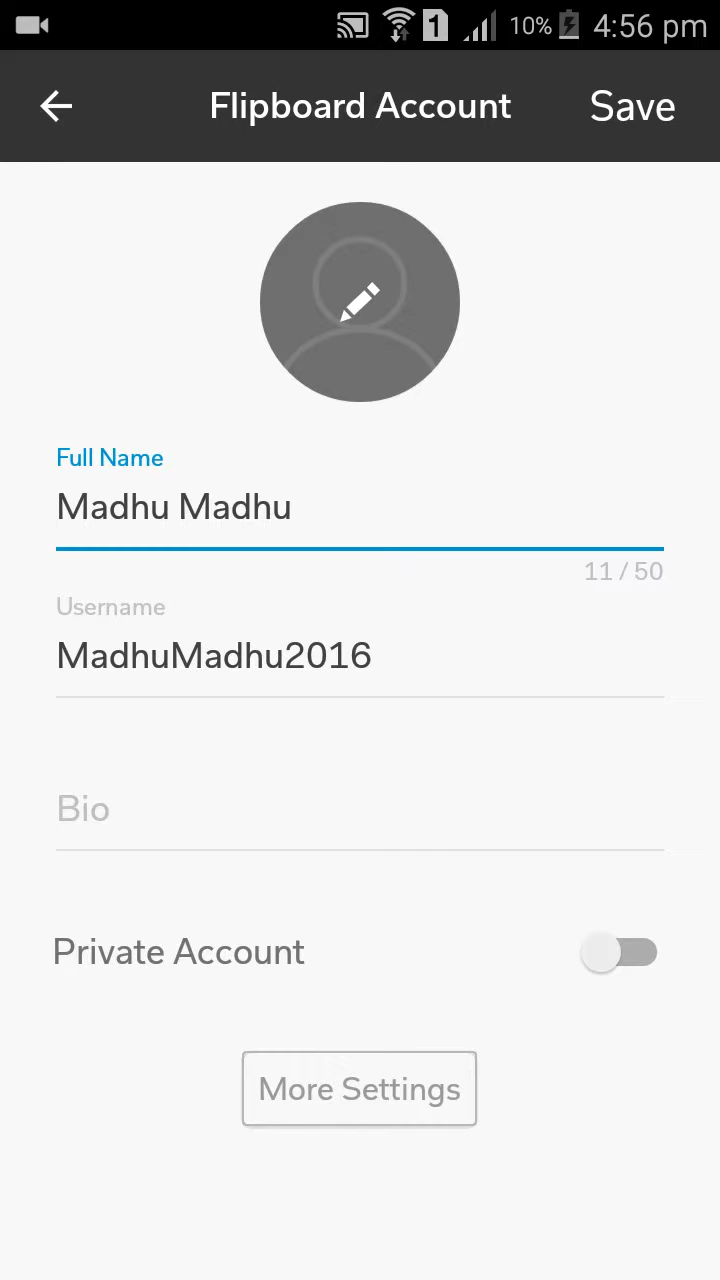 1 10% 4:56 pm
Flipboard Account Save
Full Name
Madhu Madhu
11 / 50
Username
MadhuMadhu2016
Bio
Private Account
More Settings